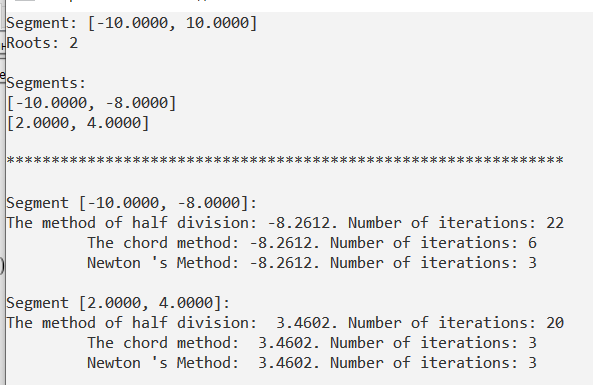 Segment: [-10.0000, 10.0000]
Roots: 2
Segments:
[-10.0000, -8.0000]
[2.0000, 4.0000]
**************************************************************
Segment [-10.0000, -8.0000]:
The method of half division: -8.2612. Number of iterations: 22
The chord method: -8.2612. Number of iterations: 6
Newton 's Method: -8.2612. Number of iterations: 3
Segment [2.0000, 4.0000]:
The method of half division:  3.4602. Number of iterations: 20
The chord method:  3.4602. Number of iterations: 3
Newton 's Method:  3.4602. Number of iterations: 3